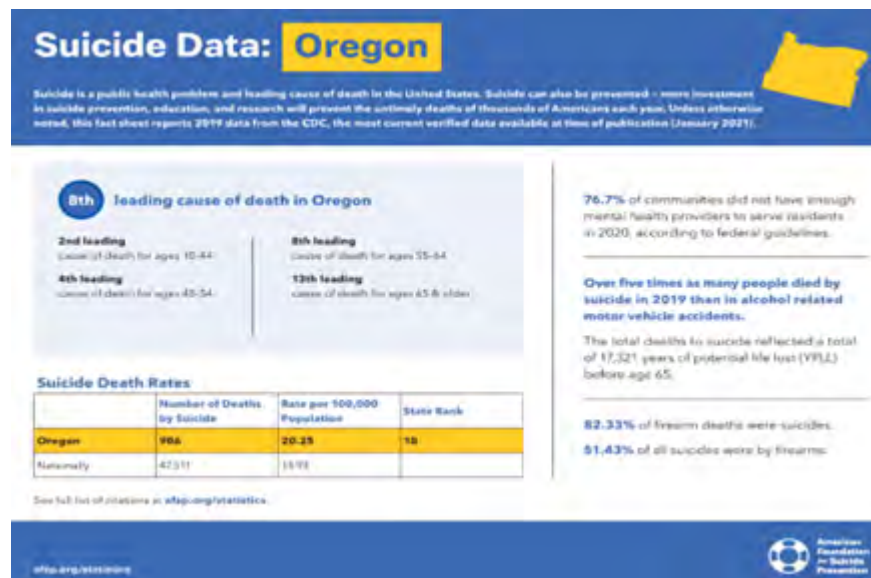 Suicide Data: Oregon
Suicide is a public health problem and leading cause of death in the United States. Suicide can also be prevented – more investment
in suicide prevention, education, and research will prevent the untimely deaths of thousands of Americans each year. Unless otherwise
noted, this fact sheet reports 2019 data from the CDC, the most current verified data available at time of publication (January 2021).
8th leading cause of death in Oregon
2nd leading
cause of death for ages 10-44
4th leading
cause of death for ages 45-54
8th leading
cause of death for ages 55-64
13th leading
cause of death for ages 65 & older
76.7% of communities did not have enough
mental health providers to serve residents
in 2020, according to federal guidelines.
Over five times as many people died by
suicide in 2019 than in alcohol related
motor vehicle accidents.
The total deaths to suicide reflected a total
of 17,321 years of potential life lost (YPLL)
before age 65.
82.33% of firearm deaths were suicides.
51.43% of all suicides were by firearms.
Suicide Death Rates
Number of Deaths by Suicide Rate per 100,000 Population State Rank
Oregon 906 20.25
Nationally 47,511
See full list of citations at afsp.org/statistics.
afsp.org/statistics
American
Foundation
for Suicide
Prevention